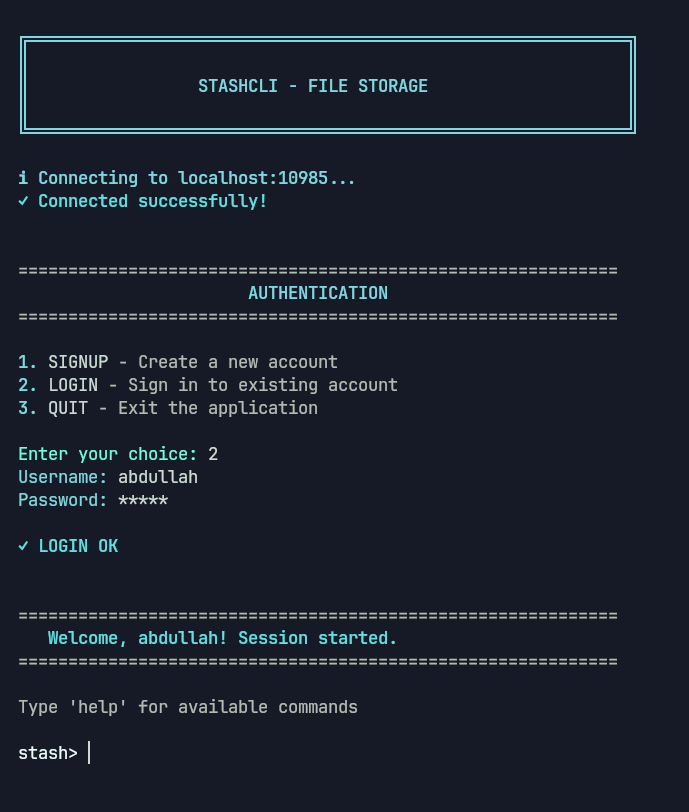 STASHCLI - FILE STORAGE
ℹ Connecting to localhost:10985...
✓ Connected successfully!
============================================================
AUTHENTICATION
============================================================
1. SIGNUP - Create a new account
2. LOGIN - Sign in to existing account
3. QUIT - Exit the application
Enter your choice: 2
Username: abdullah
Password: *****
✓ LOGIN OK
============================================================
Welcome, abdullah! Session started.
============================================================
Type 'help' for available commands
stash>